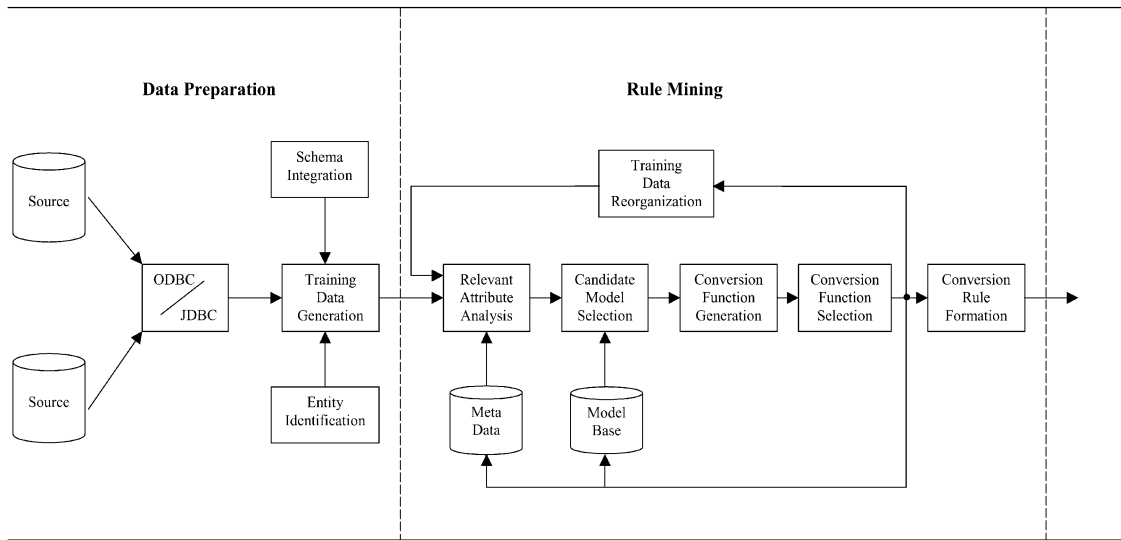 Data Preparation
Rule Mining
Source
Schema
Integration
Training
Data
Reorganization
ODBC
JDBC
Training
Data
Generation
Relevant
Attribute
Analysis
Candidate
Model
Selection
Conversion
Function
Generation
Conversion
Function
Selection
Conversion
Rule
Formation
Source
Entity
Identification
Meta
Data
Model
Base